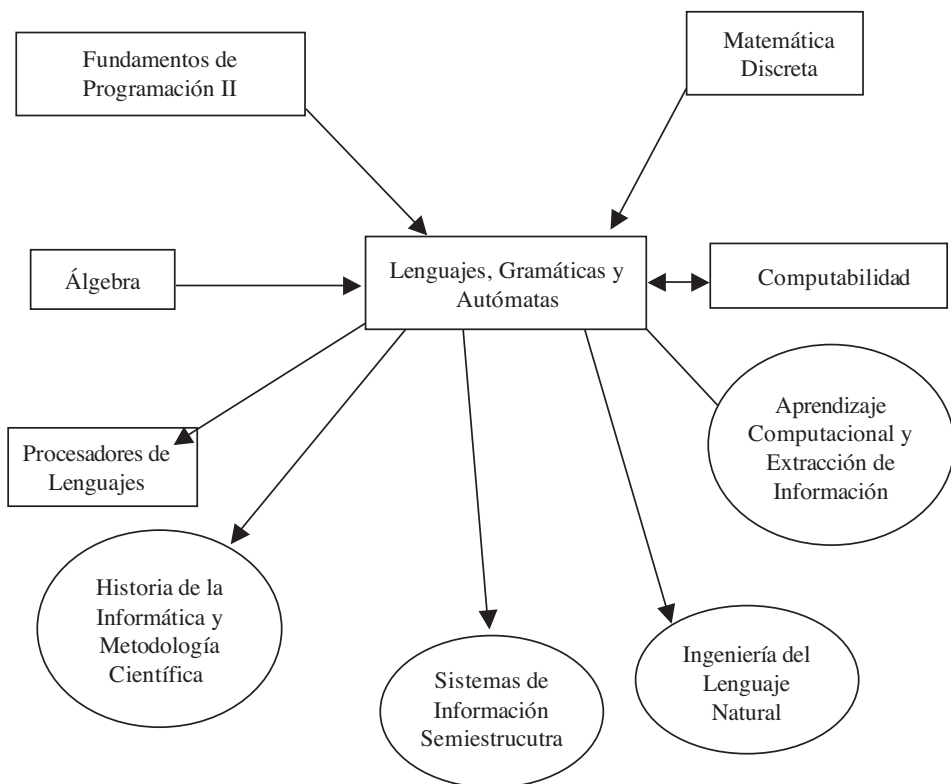 Fundamentos de
Programación II
Matemática
Discreta
Álgebra
Lenguajes, Gramáticas y
Autómatas
Computabilidad
Procesadores de
Lenguajes
Aprendizaje
Computacional y
Extracción de
Información
Historia de la
Informática y
Metodología
Científica
Sistemas de
Información
Semiestrucutra
Ingeniería del
Lenguaje
Natural